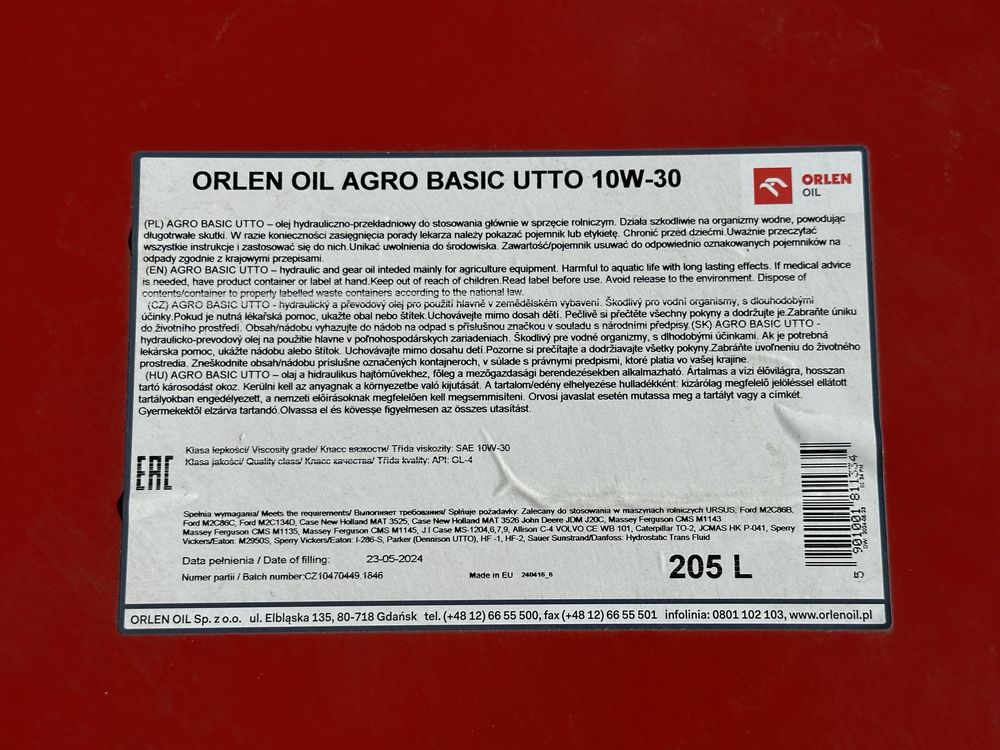 ORLEN OIL AGRO BASIC UTTO 10W-30
ORLEN
OIL
(PL) AGRO BASIC UTTO – olej hydrauliczno-przekładniowy do stosowania głównie w sprzęcie rolniczym. Działa szkodliwie na organizmy wodne, powodując
długotrwałe skutki. W razie konieczności zasięgnięcia porady lekarza należy pokazać pojemnik lub etykietę. Chronić przed dziećmi.Uważnie przeczytać
wszystkie instrukcje i zastosować się do nich.Unikać uwolnienia do środowiska. Zawartość/pojemnik usuwać do odpowiednio oznakowanych pojemników na
odpady zgodnie z krajowymi przepisami.
(EN) AGRO BASIC UTTO – hydraulic and gear oil inteded mainly for agriculture equipment. Harmful to aquatic life with long lasting effects. If medical advice
is needed, have product container or label at hand.Keep out of reach of children.Read label before use. Avoid release to the environment. Dispose of
contents/container to properly labelled waste containers according to the national law.
(CZ) AGRO BASIC UTTO - hydraulický a převodový olej pro použití hlavně v zemědělském vybavení. Škodlivý pro vodní organismy, s dlouhodobými
účinky.Pokud je nutná lékařská pomoc, ukažte obal nebo štítek.Uchovávejte mimo dosah dětí. Pečlivě si přečtěte všechny pokyny a dodržujte je.Zabraňte úniku
do životního prostředí. Obsah/nádobu vyhazujte do nádob na odpad s příslušnou značkou v souladu s národními předpisy.(SK) AGRO BASIC UTTO -
hydraulicko-prevodový olej na použitie hlavne v poľnohospodárskych zariadeniach. Škodlivý pre vodné organizmy, s dlhodobými účinkami. Ak je potrebná
lekárska pomoc, ukážte nádobu alebo štítok. Uchovávajte mimo dosahu detí.Pozorne si prečítajte a dodržiavajte všetky pokyny.Zabráňte uvoľneniu do životného
prostredia. Zneškodnite obsah/nádobu príslušne označených kontajneroch, v súlade s právnymi predpismi, ktoré platia vo vašej krajine.
(HU) AGRO BASIC UTTO – olaj a hidraulikus hajtóművekhez, főleg a mezőgazdasági berendezésekben alkalmazható. Ártalmas a vízi élővilágra, hosszan
tartó károsodást okoz. Kerülni kell az anyagnak a környezetbe való kijutását. A tartalom/edény elhelyezése hulladékként: kizárólag megfelelő jelöléssel ellátott
tartályokban engedélyezett, a nemzeti előírásoknak megfelelően kell megsemmisíteni. Orvosi javaslat esetén mutassa meg a tartályt vagy a címkét.
Gyermekektől elzárva tartandó.Olvassa el és kövesse figyelmesen az összes utasítást.
EAC
Klasa lepkości/ Viscosity grade/ Класс вязкости/ Třída viskozity: SAE 10W-30
Klasa jakości/ Quality class/ Класс качества/ Třída kvality: API: GL-4
Spełnia wymagania/ Meets the requirements/ Выполняет требования/ Splňuje požadavky: Zalecany do stosowania w maszynach rolniczych URSUS; Ford M2C86B,
Ford M2C86C, Ford M2C134D, Case New Holland MAT 3525, Case New Holland MAT 3526 John Deere JDM J20C, Massey Ferguson CMS M1143
Massey Ferguson CMS M1135, Massey Ferguson CMS M1145, J.I Case MS-1204,6,7,9, Allison C-4 VOLVO CE WB 101, Caterpillar TO-2, JCMAS HK P-041, Sperry
Vickers/Eaton: M2950S, Sperry Vickers/Eaton: I-286-S, Parker (Dennison UTTO), HF -1, HF-2, Sauer Sunstrand/Danfoss: Hydrostatic Trans Fluid
Data pełnienia / Date of filling: 23-05-2024
Numer partii / Batch number:CZ10470449.1846
Made in EU 240416_6
205 L
5 901001 811334
ORLEN OIL Sp. z o.o. ul. Elbląska 135, 80-718 Gdańsk tel. (+48 12) 66 55 500, fax (+48 12) 66 55 501 infolinia: 0801 102 103, www.orlenoil.pl